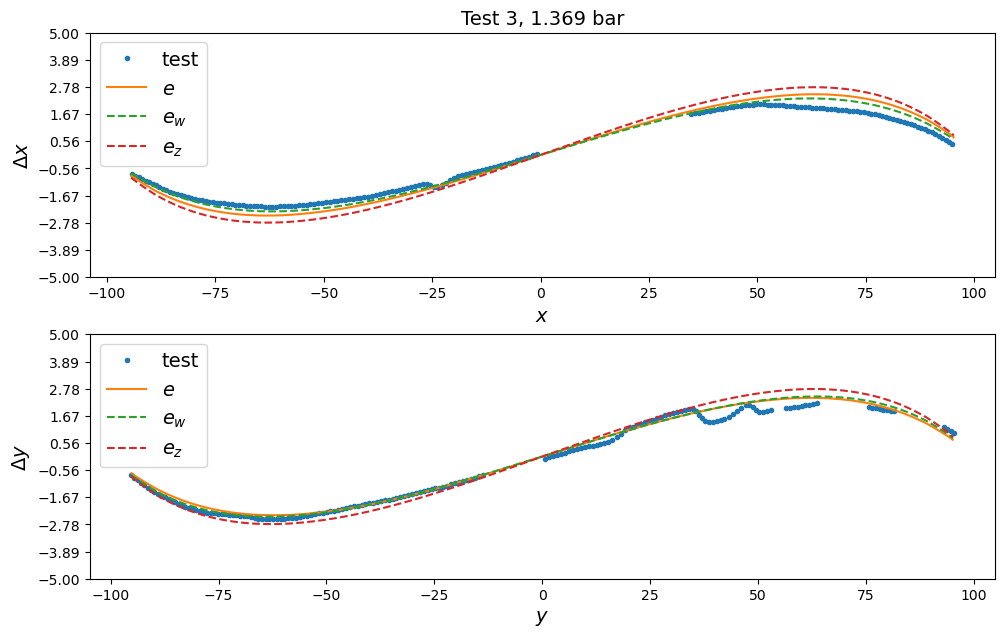 Test 3, 1.369 bar
5.00
3.89
2.78
1.67
0.56
−0.56
−1.67
−2.78
−3.89
−5.00
Δx
test
e
e_w
e_z
−100 −75 −50 −25 0 25 50 75 100
x
5.00
3.89
2.78
1.67
0.56
−0.56
−1.67
−2.78
−3.89
−5.00
Δy
test
e
e_w
e_z
−100 −75 −50 −25 0 25 50 75 100
y